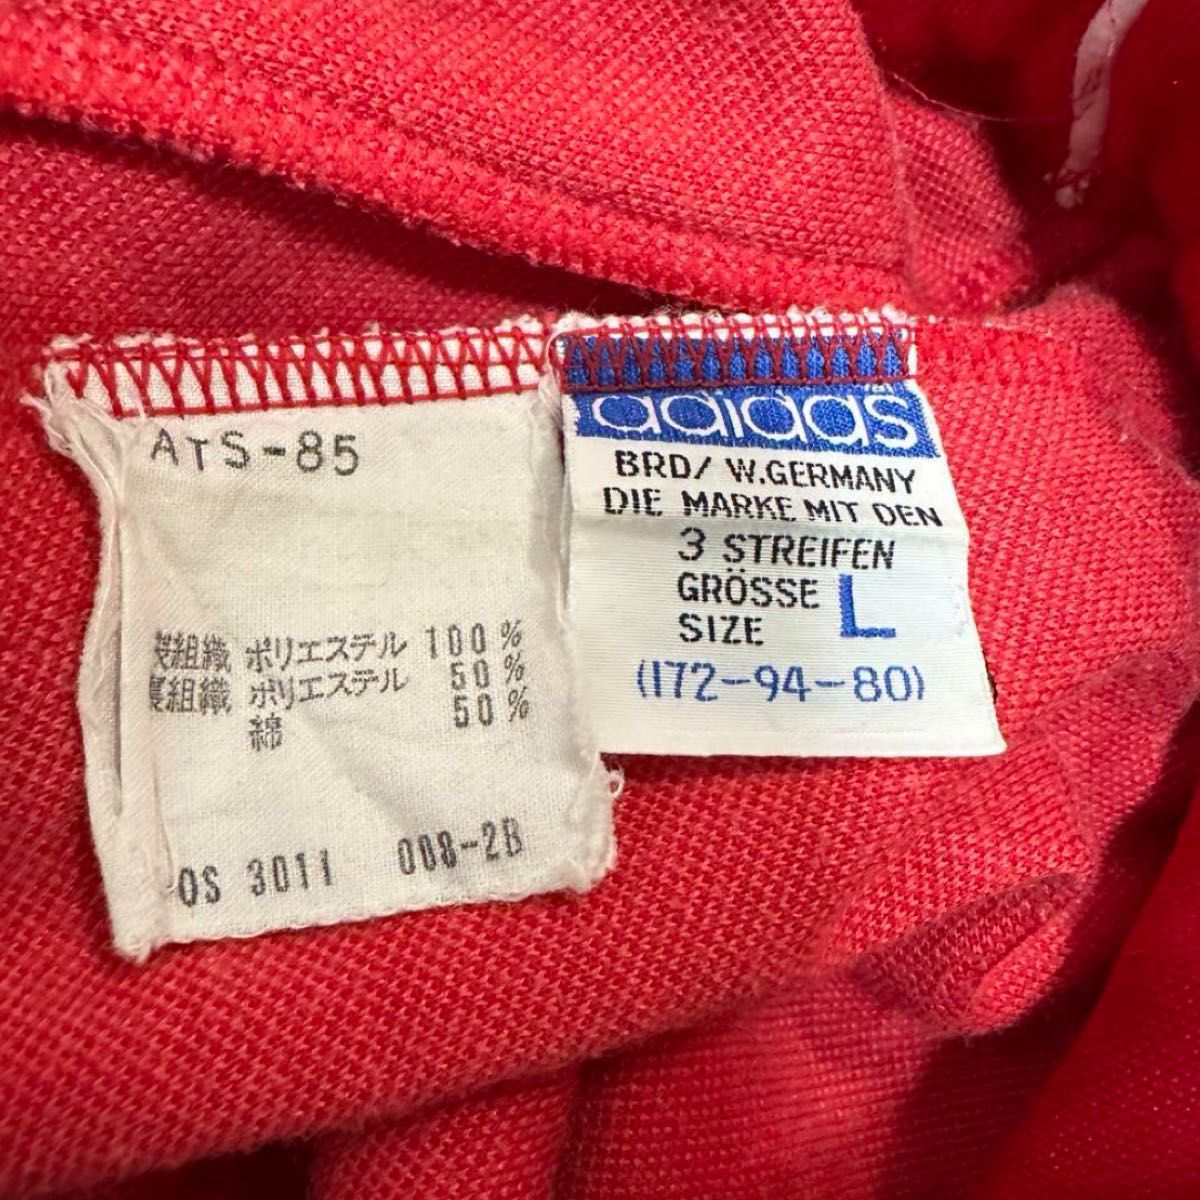 ATS-85
表組織 ポリエステル 100%
裏組織 ポリエステル 50%
綿 50%
OS 3011 008-2B
adidas
BRD/ W.GERMANY
DIE MARKE MIT DEN
3 STREIFEN
GRÖSSE L
SIZE
(172-94-80)